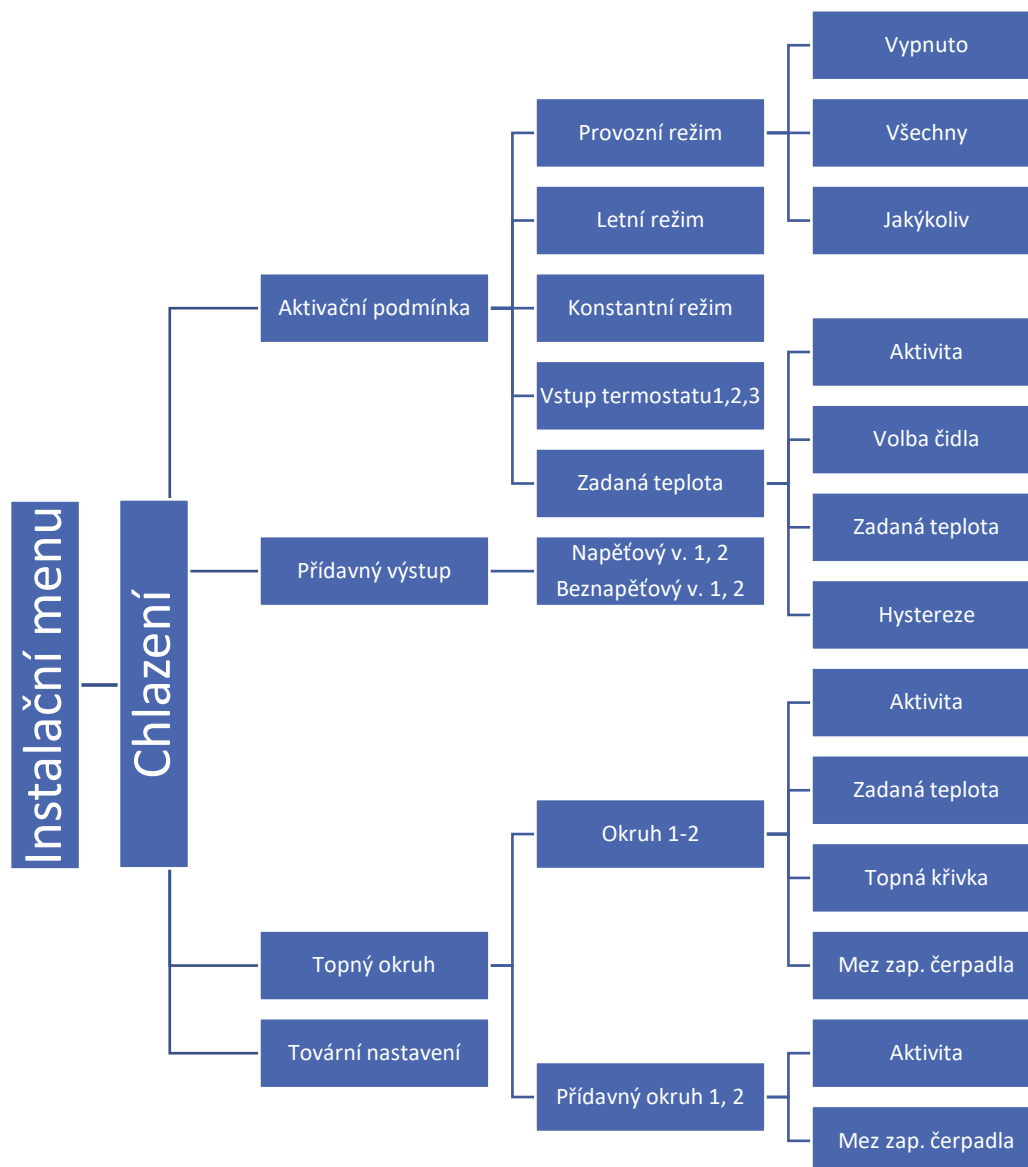 Instalační menu
Chlazení
Aktivační podmínka
Provozní režim
Vypnuto
Všechny
Jakýkoliv
Letní režim
Konstantní režim
Vstup termostatu1,2,3
Zadaná teplota
Aktivita
Volba čidla
Zadaná teplota
Hystereze
Přídavný výstup
Napěťový v. 1, 2
Beznapěťový v. 1, 2
Topný okruh
Okruh 1-2
Aktivita
Zadaná teplota
Topná křivka
Mez zap. čerpadla
Přídavný okruh 1, 2
Aktivita
Mez zap. čerpadla
Tovární nastavení